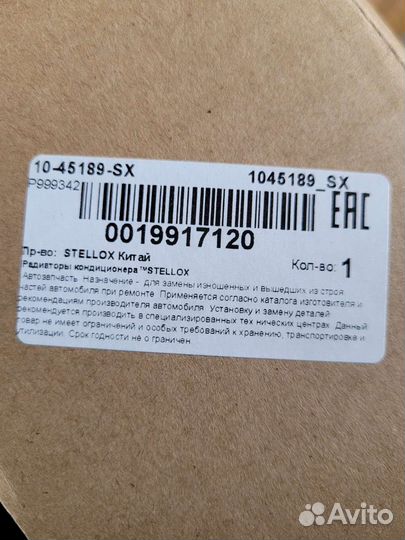 10-45189-SX 1045189_SX
P999342
EAC
0019917120
Пр-во: STELLOX Китай
Кол-во: 1
Радиаторы кондиционера ™STELLOX
Автозапчасть. Назначение - для замены изношенных и вышедших из строя
частей автомобиля при ремонте. Применяется согласно каталога изготовителя и
рекомендациям производителя автомобиля. Установку и замену деталей
рекомендуется производить в специализированных тех нических центрах. Данный
товар не имеет ограничений и особых требований к хранению, транспортировке и
утилизации. Срок годности не ограничен.
Avito